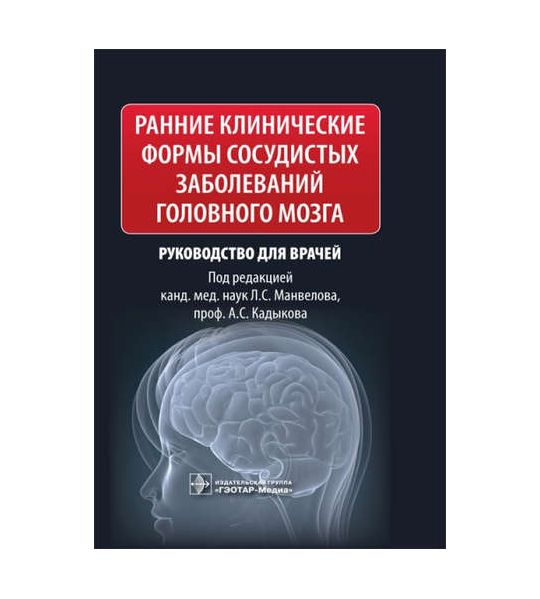 РАННИЕ КЛИНИЧЕСКИЕ
ФОРМЫ СОСУДИСТЫХ
ЗАБОЛЕВАНИЙ
ГОЛОВНОГО МОЗГА
РУКОВОДСТВО ДЛЯ ВРАЧЕЙ
Под редакцией
канд. мед. наук Л.С. Манвелова,
проф. А.С. Кадыкова
ИЗДАТЕЛЬСКАЯ ГРУППА
«ГЭОТАР-Медиа»